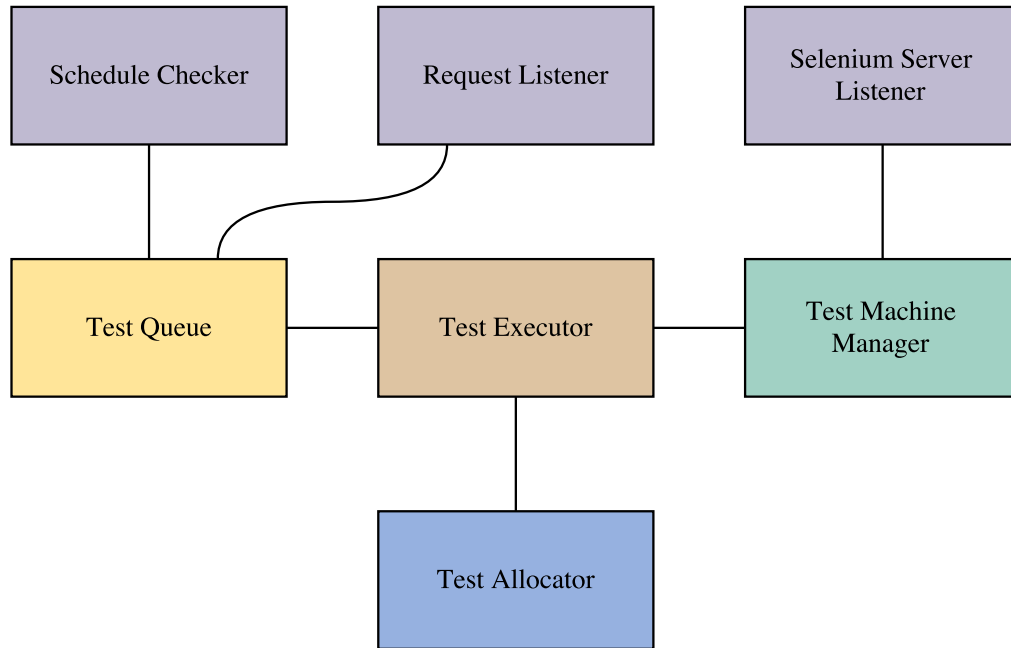 Schedule Checker
Request Listener
Selenium Server
Listener
Test Queue
Test Executor
Test Machine
Manager
Test Allocator